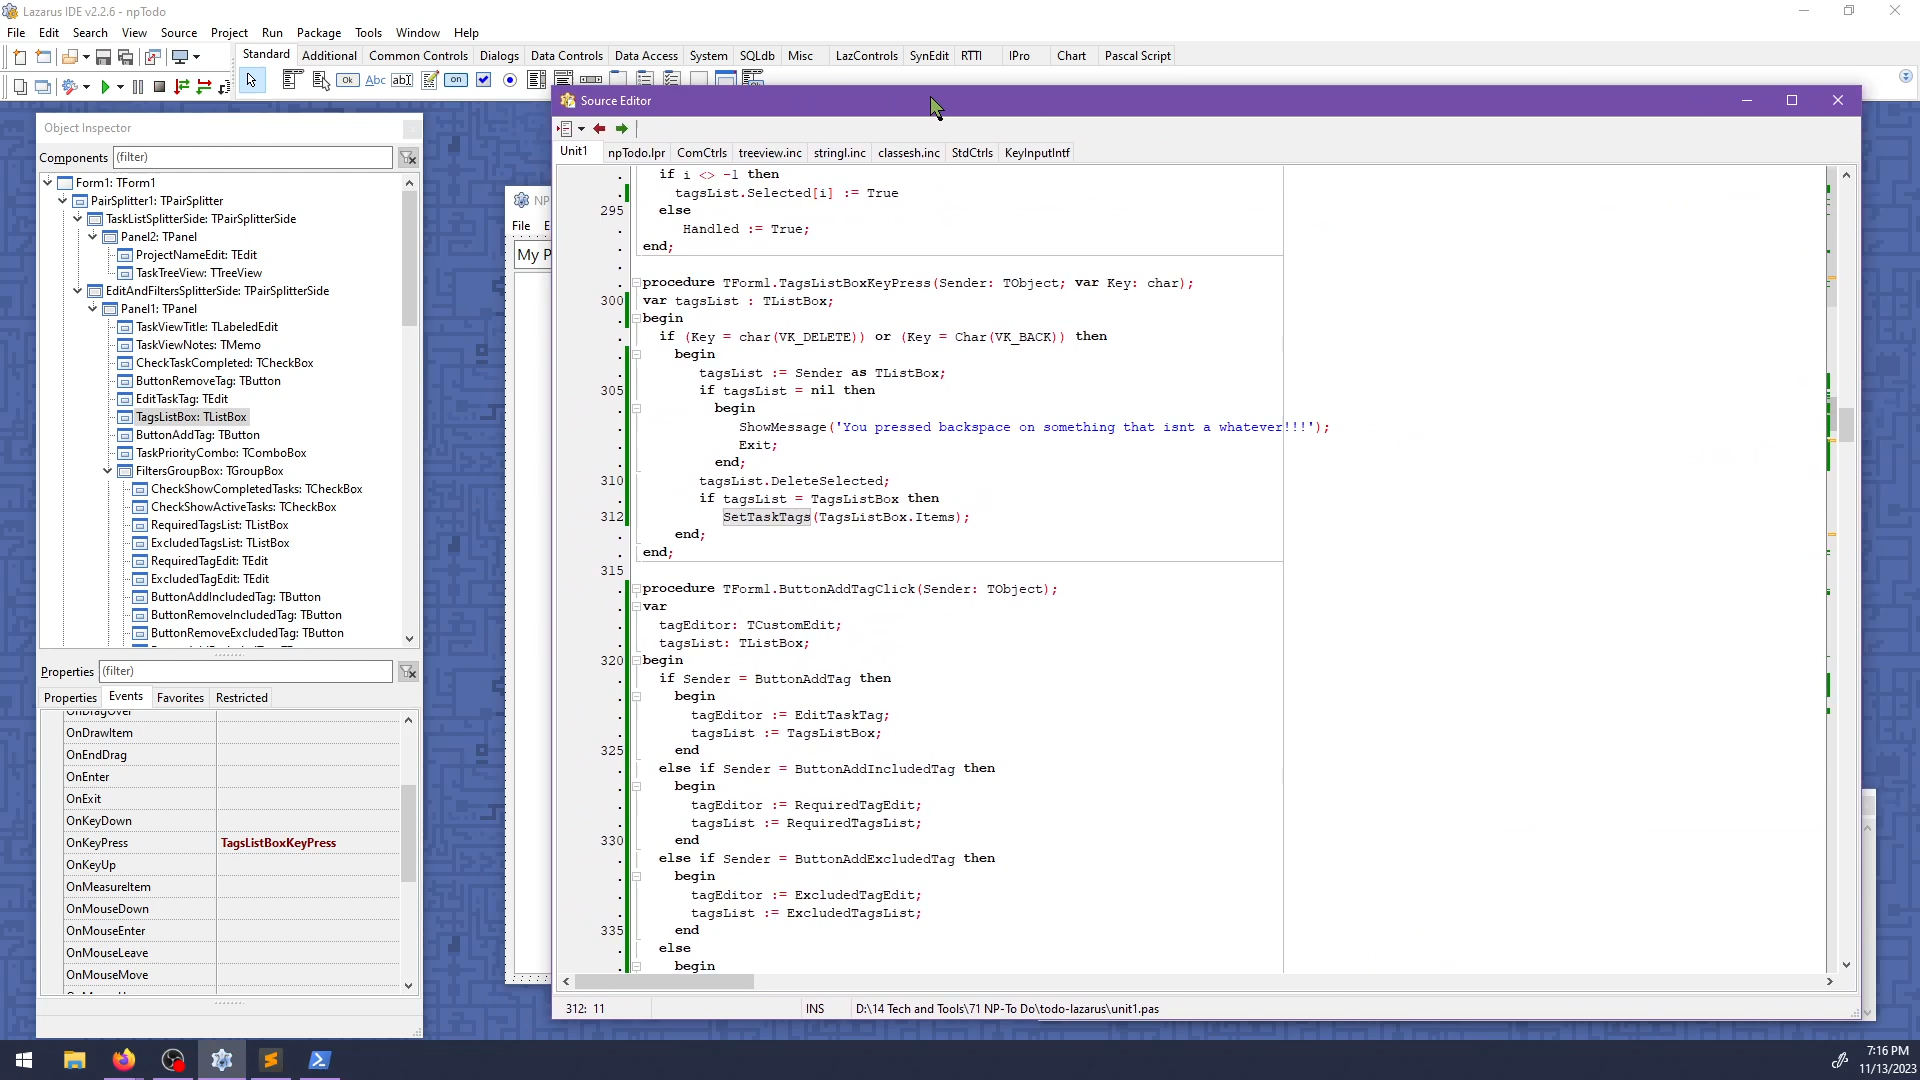 Lazarus IDE v2.2.6 - npTodo
File Edit Search View Source Project Run Package Tools Window Help
Standard Additional Common Controls Dialogs Data Controls Data Access System SQLdb Misc LazControls SynEdit RTTI IPro Chart Pascal Script
Ok Abc abI on
Object Inspector
Components (filter)
Form1: TForm1
PairSplitter1: TPairSplitter
TaskListSplitterSide: TPairSplitterSide
Panel2: TPanel
ProjectNameEdit: TEdit
TaskTreeView: TTreeView
EditAndFiltersSplitterSide: TPairSplitterSide
Panel1: TPanel
TaskViewTitle: TLabeledEdit
TaskViewNotes: TMemo
CheckTaskCompleted: TCheckBox
ButtonRemoveTag: TButton
EditTaskTag: TEdit
TagsListBox: TListBox
ButtonAddTag: TButton
TaskPriorityCombo: TComboBox
FiltersGroupBox: TGroupBox
CheckShowCompletedTasks: TCheckBox
CheckShowActiveTasks: TCheckBox
RequiredTagsList: TListBox
ExcludedTagsList: TListBox
RequiredTagEdit: TEdit
ExcludedTagEdit: TEdit
ButtonAddIncludedTag: TButton
ButtonRemoveIncludedTag: TButton
ButtonRemoveExcludedTag: TButton
Properties (filter)
Properties Events Favorites Restricted
OnDragOver
OnDrawItem
OnEndDrag
OnEnter
OnExit
OnKeyDown
OnKeyPress TagsListBoxKeyPress
OnKeyUp
OnMeasureItem
OnMouseDown
OnMouseEnter
OnMouseLeave
OnMouseMove
NP
File E
My P
Source Editor
Unit1 npTodo.lpr ComCtrls treeview.inc stringl.inc classesh.inc StdCtrls KeyInputIntf
if i <> -1 then
tagsList.Selected[i] := True
295 else
Handled := True;
end;
procedure TForm1.TagsListBoxKeyPress(Sender: TObject; var Key: char);
300 var tagsList : TListBox;
begin
if (Key = char(VK_DELETE)) or (Key = Char(VK_BACK)) then
begin
tagsList := Sender as TListBox;
305 if tagsList = nil then
begin
ShowMessage('You pressed backspace on something that isnt a whatever!!!');
Exit;
end;
310 tagsList.DeleteSelected;
if tagsList = TagsListBox then
312 SetTaskTags(TagsListBox.Items);
end;
end;
315
procedure TForm1.ButtonAddTagClick(Sender: TObject);
var
tagEditor: TCustomEdit;
tagsList: TListBox;
320 begin
if Sender = ButtonAddTag then
begin
tagEditor := EditTaskTag;
tagsList := TagsListBox;
325 end
else if Sender = ButtonAddIncludedTag then
begin
tagEditor := RequiredTagEdit;
tagsList := RequiredTagsList;
330 end
else if Sender = ButtonAddExcludedTag then
begin
tagEditor := ExcludedTagEdit;
tagsList := ExcludedTagsList;
335 end
else
begin
312: 11 INS D:\14 Tech and Tools\71 NP-To Do\todo-lazarus\unit1.pas
7:16 PM
11/13/2023